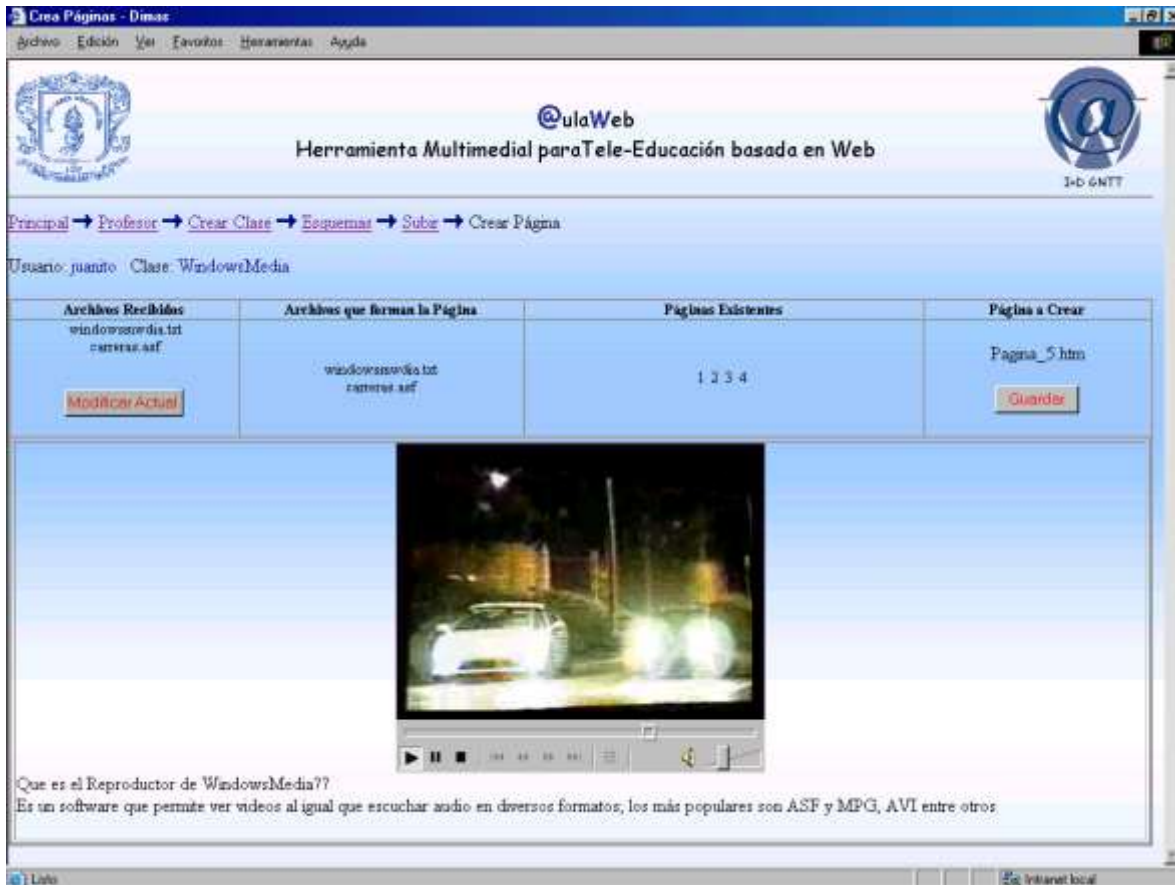 Crea Páginas - Dimas
Archivo Edición Ver Favoritos Herramientas Ayuda
@ulaWeb
Herramienta Multimedial paraTele-Educación basada en Web
I+D GNTT
Principal → Profesor → Crear Clase → Esquemas → Subir → Crear Página
Usuario: juanito Clase: WindowsMedia
Archivos Recibidos Archivos que forman la Página Páginas Existentes Página a Crear
windowsmwdia.txt
carreras.asf
Modificar Actual
windowsmwdia.txt
carreras.asf
1 2 3 4
Pagina_5.htm
Guardar
Que es el Reproductor de WindowsMedia??
Es un software que permite ver videos al igual que escuchar audio en diversos formatos, los más populares son ASF y MPG, AVI entre otros
Listo
Intranet local